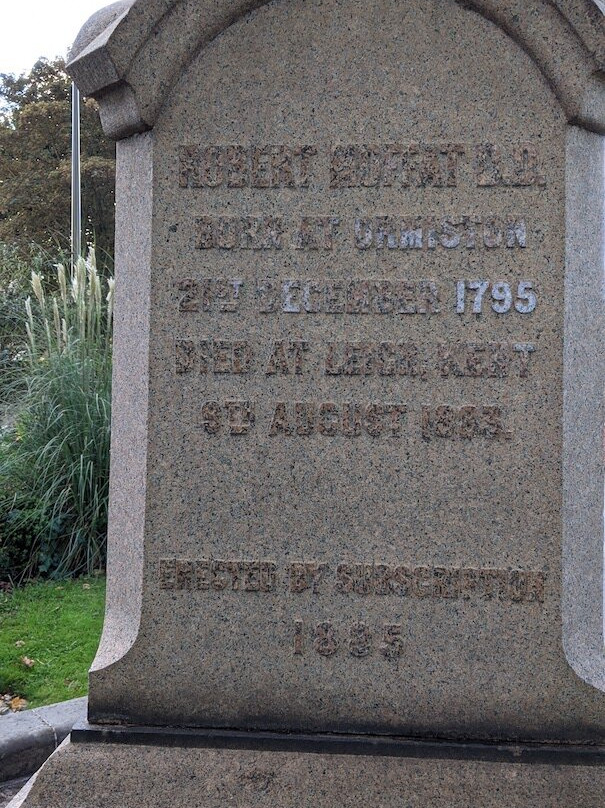 ROBERT MOFFAT D.D.
BORN AT ORMISTON
21ST DECEMBER 1795
DIED AT LEIGH, KENT
9TH AUGUST 1883.
ERECTED BY SUBSCRIPTION
1885